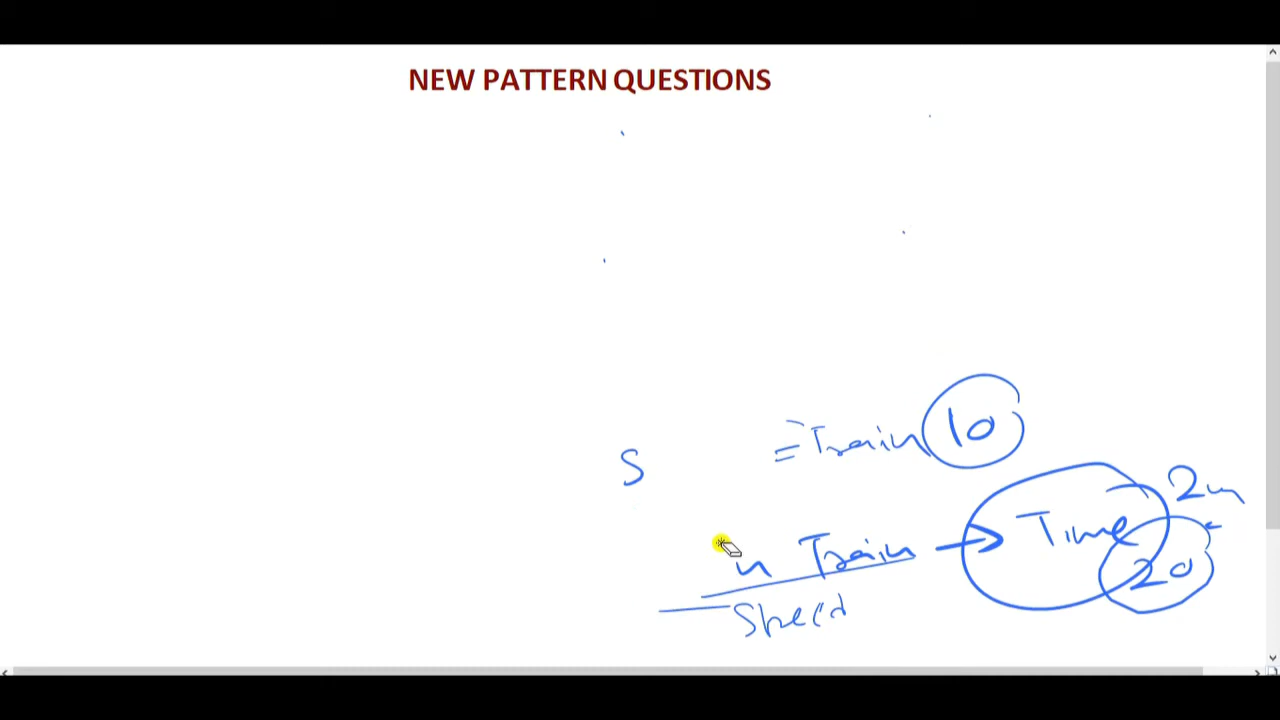 NEW PATTERN QUESTIONS
= Train 10
S
2m
n Train → Time
20
Speed